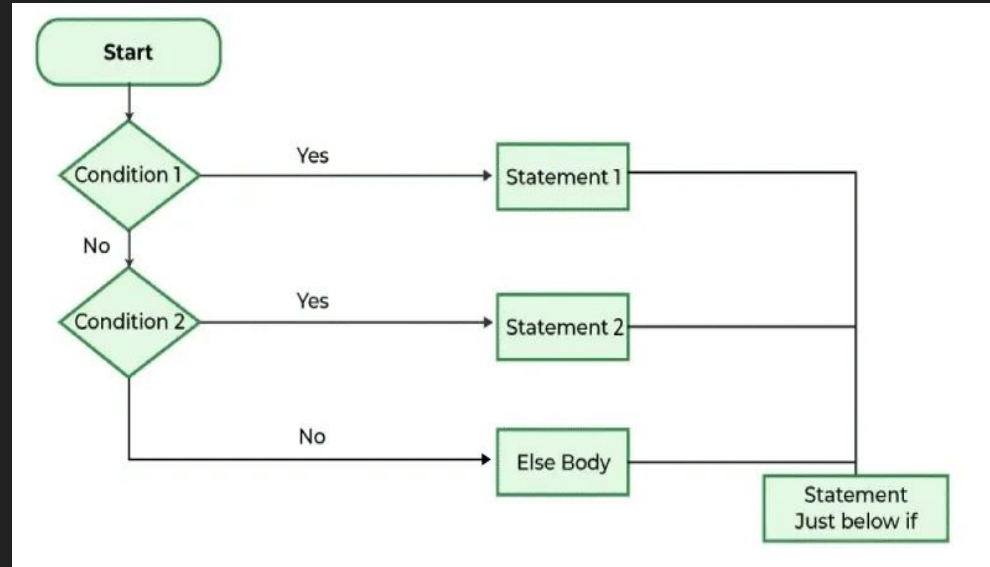 Start
Condition 1
Yes
Statement 1
No
Condition 2
Yes
Statement 2
No
Else Body
Statement
Just below if